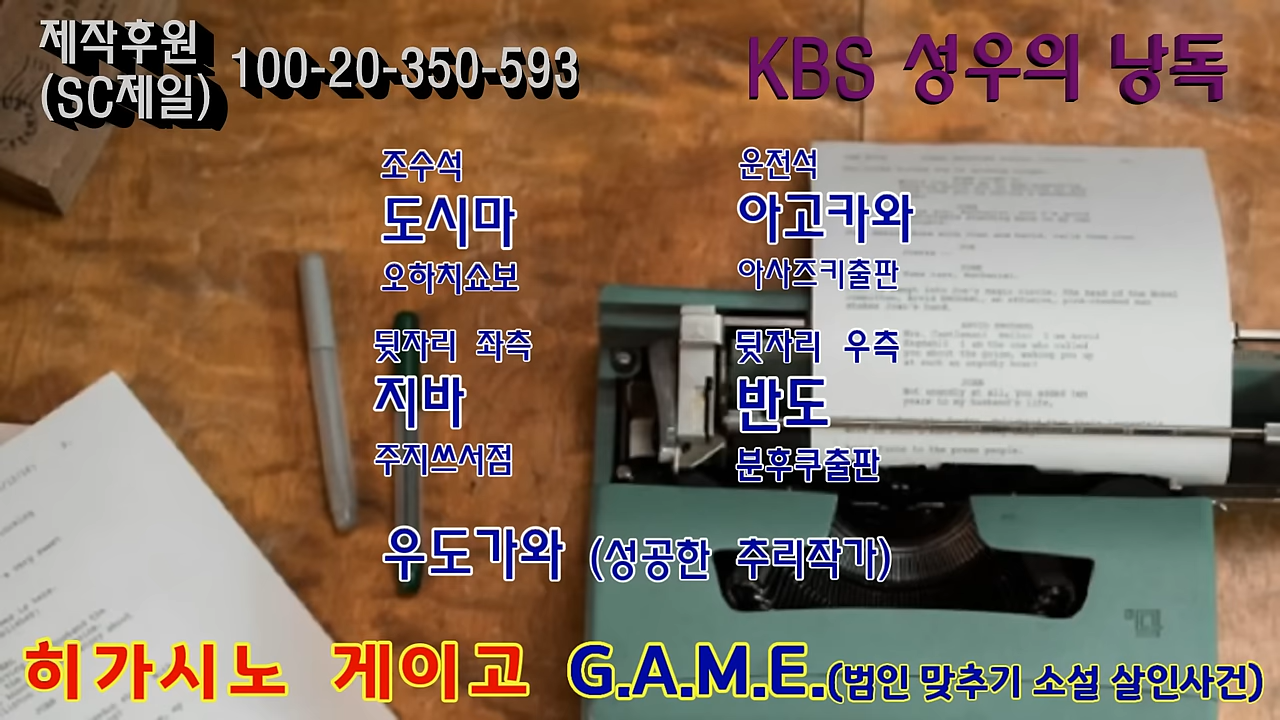 제작후원
(SC제일)
100-20-350-593
KBS 성우의 낭독
조수석
도시마
오하치쇼보
운전석
아고카와
아사즈키출판
뒷자리 좌측
지바
주지쓰서점
뒷자리 우측
반도
분후쿠출판
우도가와 (성공한 추리작가)
히가시노 게이고 G.A.M.E.(범인 맞추기 소설 살인사건)